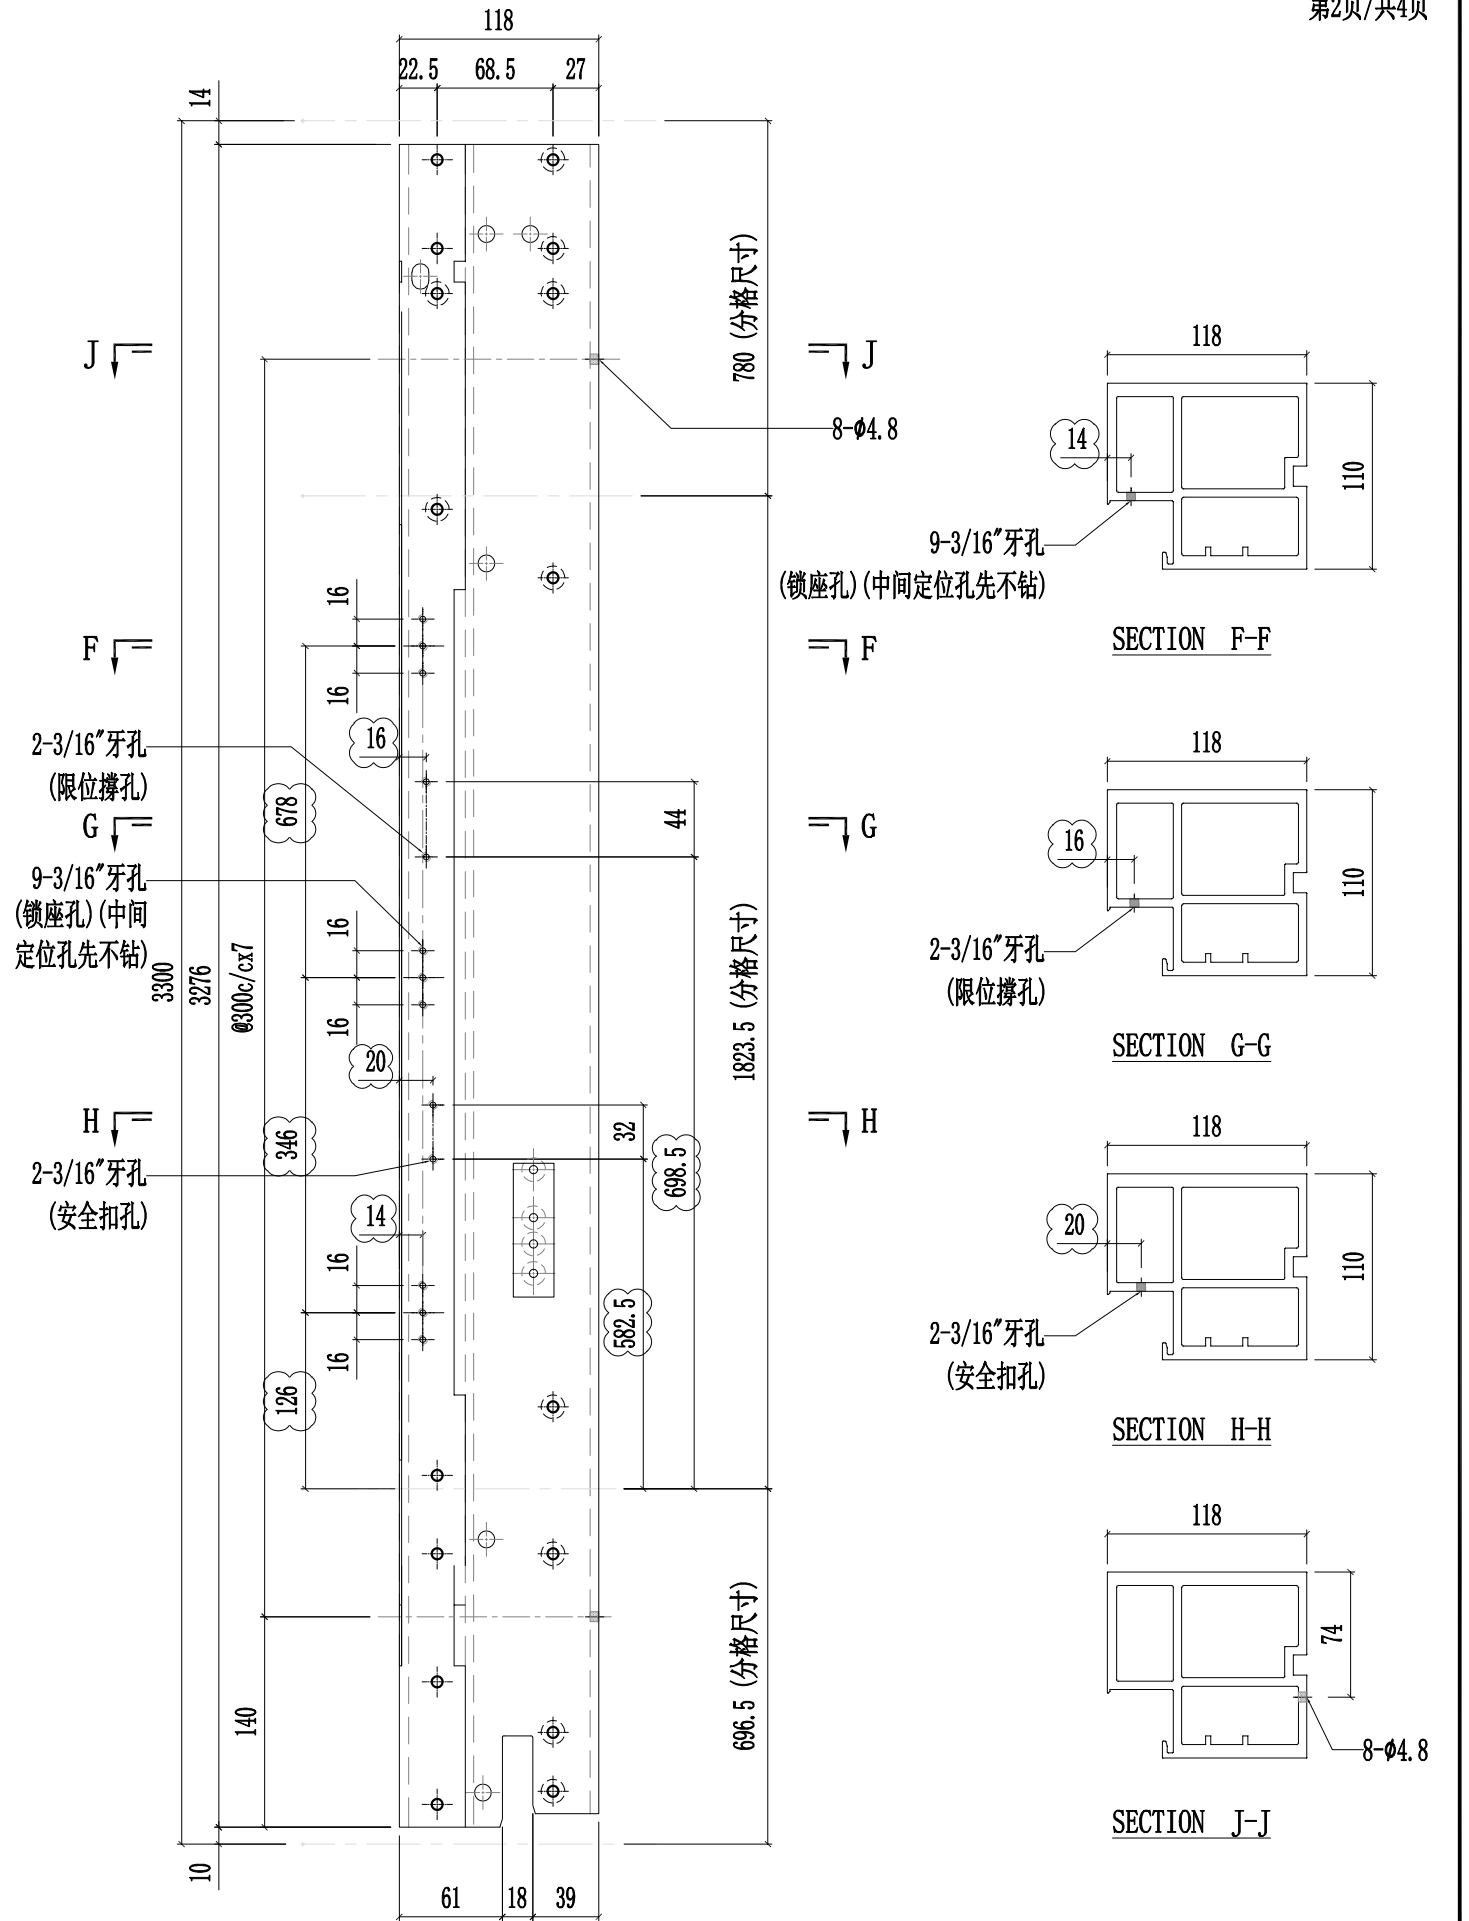 第2页/共4页
118
22.5
68.5
27
14
780 (分格尺寸)
J
J
8-ϕ4.8
16
F
F
16
2-3/16"牙孔
(限位撑孔)
16
678
44
G
G
9-3/16"牙孔
(锁座孔)(中间
定位孔先不钻)
16
3300
3276
@300c/cx7
16
1823.5 (分格尺寸)
20
H
H
32
346
698.5
2-3/16"牙孔
(安全扣孔)
14
16
582.5
16
126
696.5 (分格尺寸)
140
10
61
18
39
118
14
110
9-3/16"牙孔
(锁座孔)(中间定位孔先不钻)
SECTION F-F
118
16
110
2-3/16"牙孔
(限位撑孔)
SECTION G-G
118
20
110
2-3/16"牙孔
(安全扣孔)
SECTION H-H
118
74
8-ϕ4.8
SECTION J-J